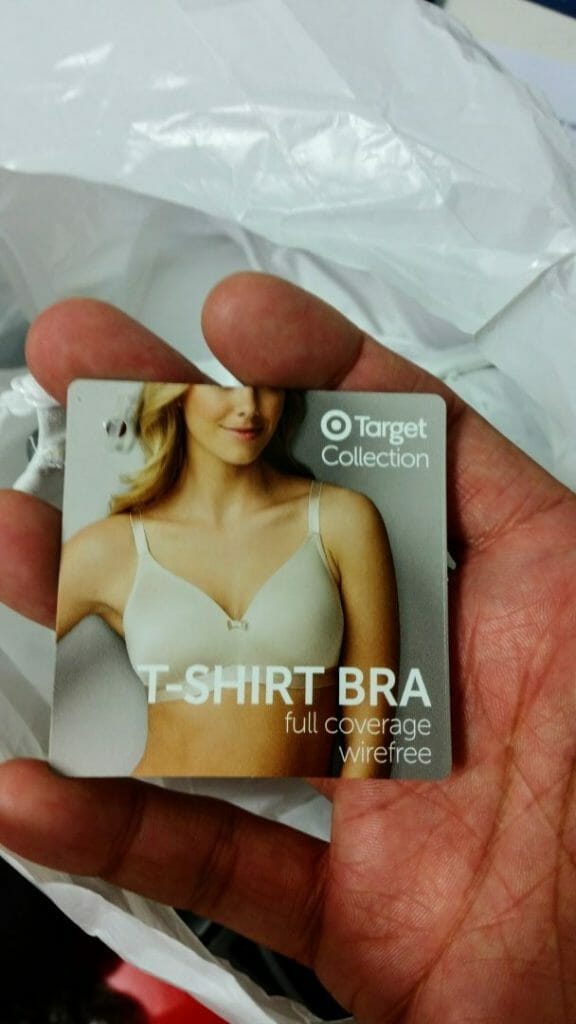 Target
Collection
T-SHIRT BRA
full coverage
wirefree